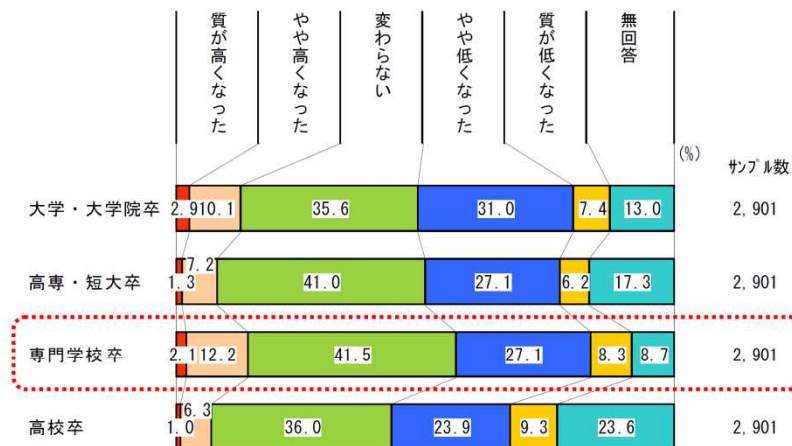 質が高くなった
やや高くなった
変わらない
やや低くなった
質が低くなった
無回答
(%)
サンプル数
大学・大学院卒 2.9 10.1 35.6 31.0 7.4 13.0 2,901
高専・短大卒 1.3 7.2 41.0 27.1 6.2 17.3 2,901
専門学校卒 2.1 12.2 41.5 27.1 8.3 8.7 2,901
高校卒 1.0 6.3 36.0 23.9 9.3 23.6 2,901